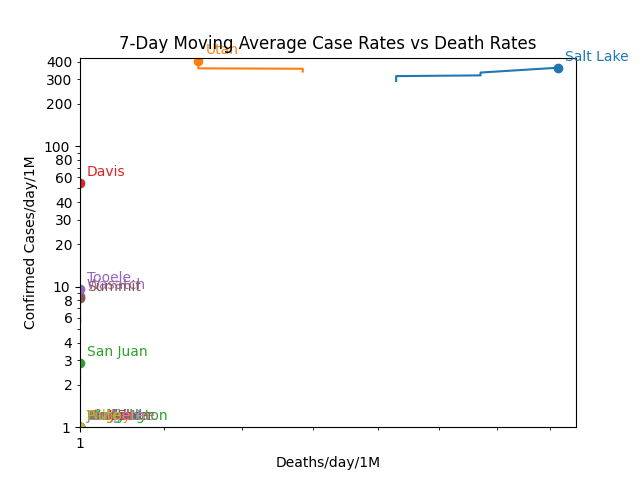 7-Day Moving Average Case Rates vs Death Rates
Utah
Salt Lake
400
300
200
100
80
60
Davis
40
30
20
Tooele
Wasatch
Summit
10
8
6
4
San Juan
3
2
1
1
Confirmed Cases/day/1M
Deaths/day/1M